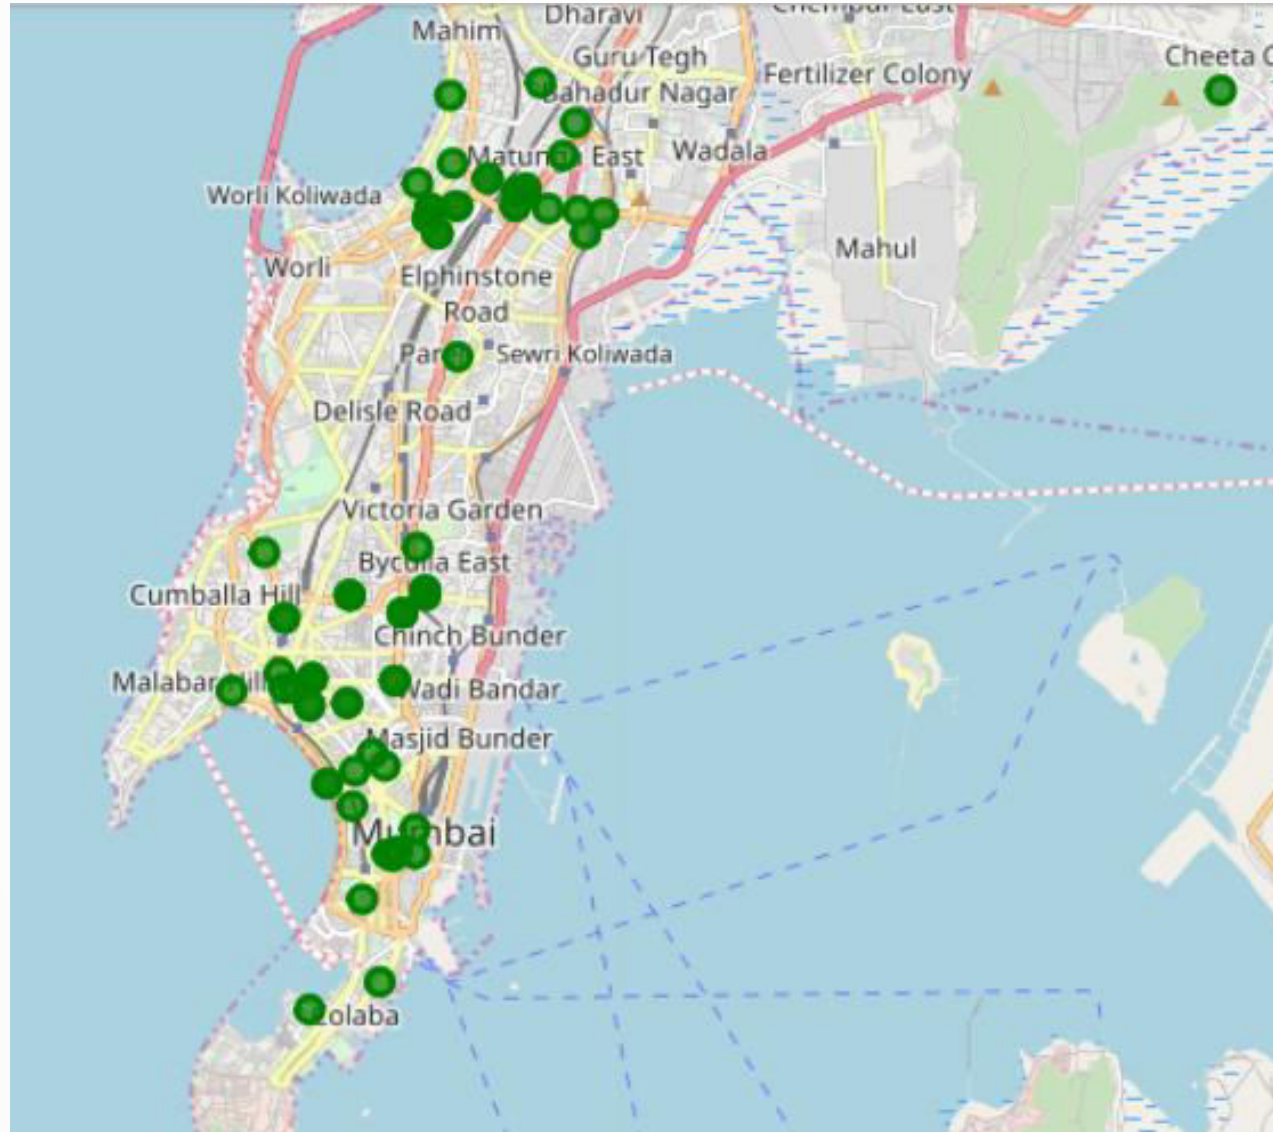 Dharavi
Chembur East
Mahim
Guru Tegh
Bahadur Nagar
Cheeta C
Fertilizer Colony
Matunga East
Wadala
Worli Koliwada
Mahul
Worli
Elphinstone
Road
Parel
Sewri Koliwada
Delisle Road
Victoria Garden
Byculla East
Cumballa Hill
Chinch Bunder
Malabar Hill
Wadi Bandar
Masjid Bunder
Mumbai
Colaba